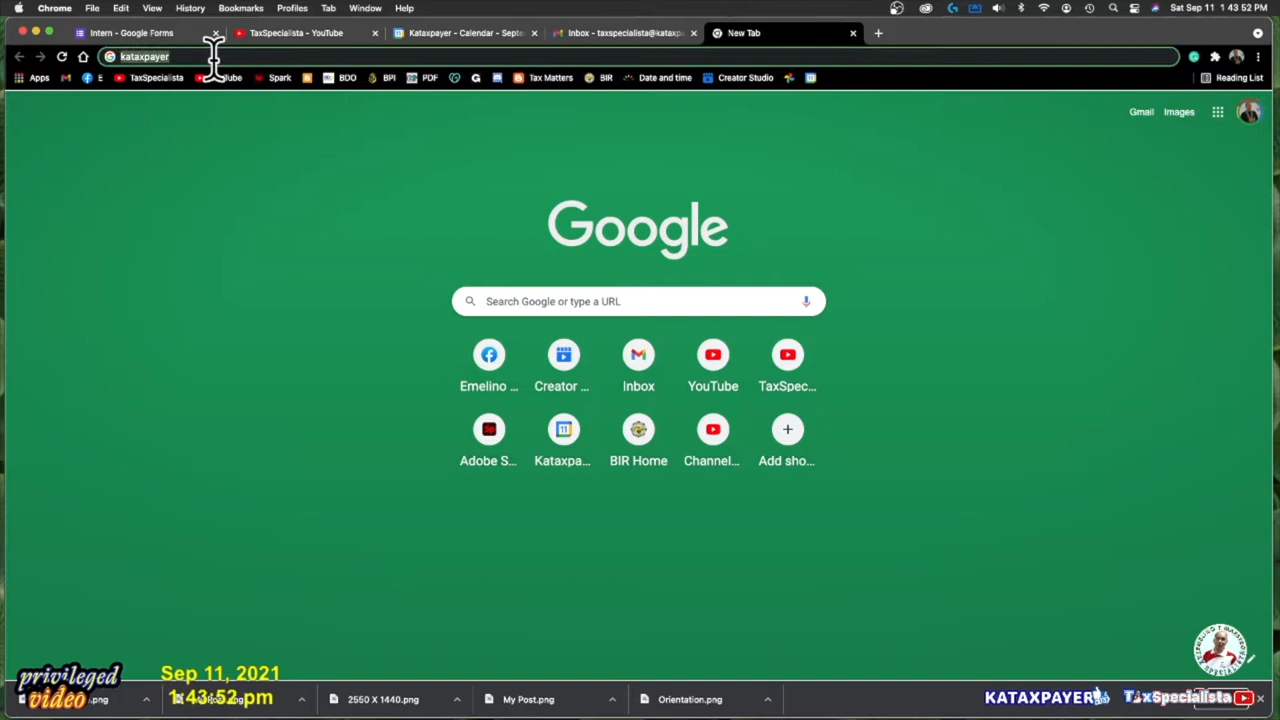 Chrome File Edit View History Bookmarks Profiles Tab Window Help Sat Sep 11 1:43:52 PM
Intern - Google Forms TaxSpecialista - YouTube Kataxpayer - Calendar - Septe Inbox - taxspecialista@kataxp New Tab
kataxpayer
Apps E TaxSpecialista Spark BDO BPI PDF Tax Matters BIR Date and time Creator Studio Reading List
Gmail Images
Google
Search Google or type a URL
Emelino ... Creator ... Inbox YouTube TaxSpec...
Adobe S... Kataxpa... BIR Home Channel... Add sho...
privileged
video
Sep 11, 2021
1:43:52 pm
2550 X 1440.png My Post.png Orientation.png
KATAXPAYER TaxSpecialista